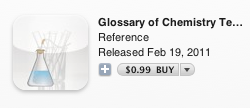 Glossary of Chemistry Te...
Reference
Released Feb 19, 2011
$0.99 BUY